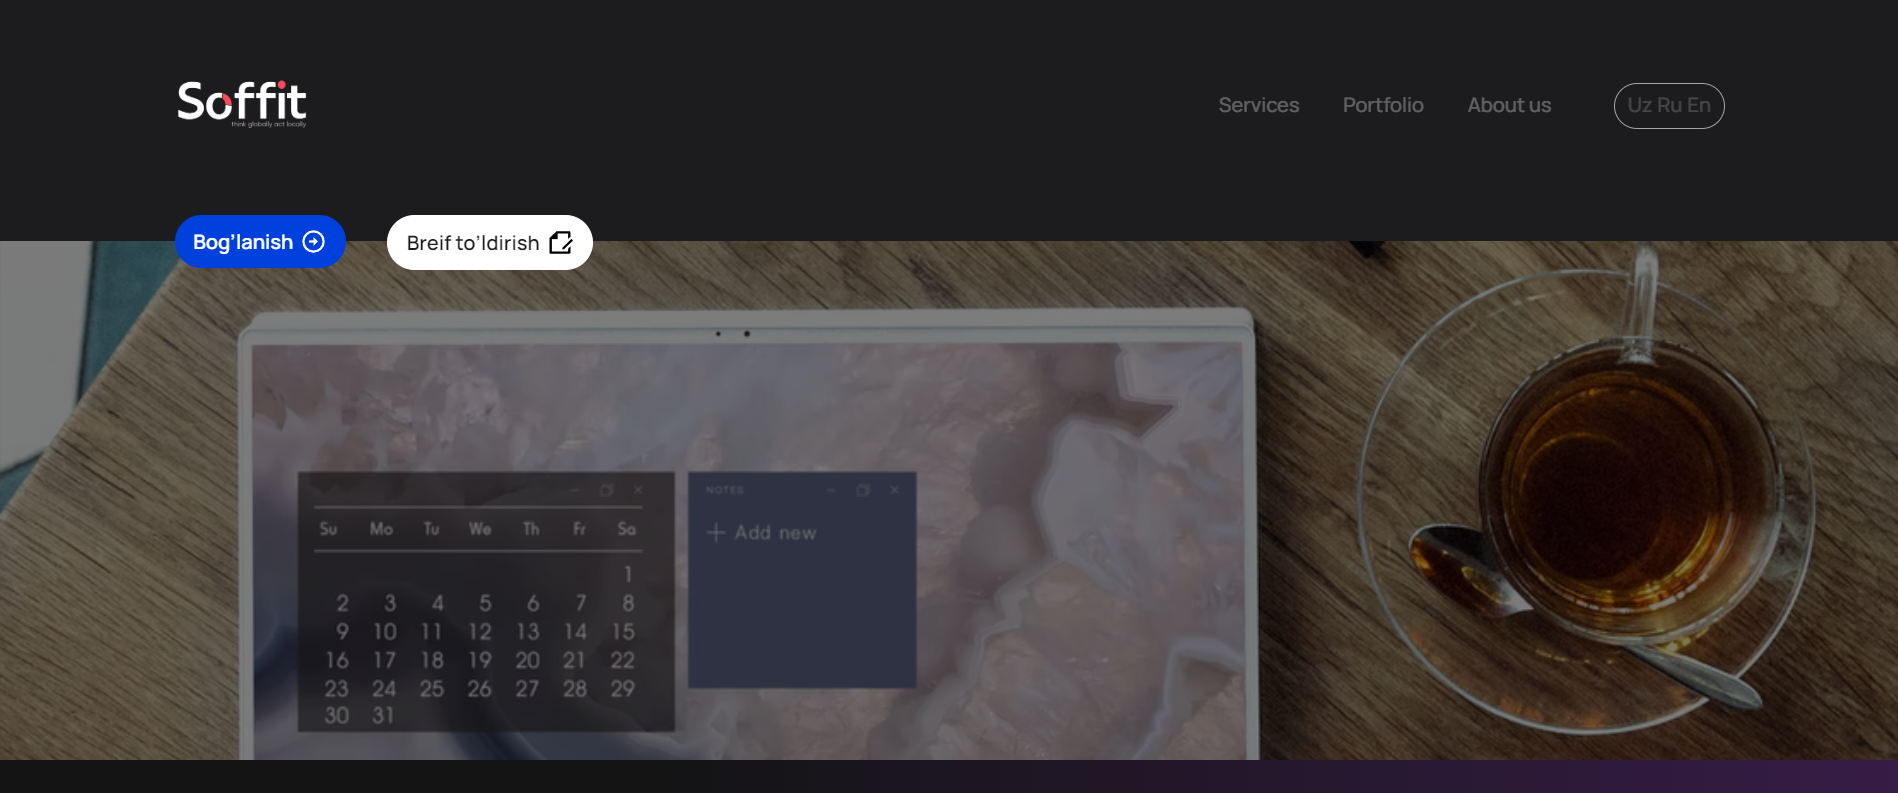 Soffit
think globally act locally
Services Portfolio About us Uz Ru En
Bog’lanish
Breif to’ldirish
NOTES
Add new
Su Mo Tu We Th Fr Sa
1
2 3 4 5 6 7 8
9 10 11 12 13 14 15
16 17 18 19 20 21 22
23 24 25 26 27 28 29
30 31